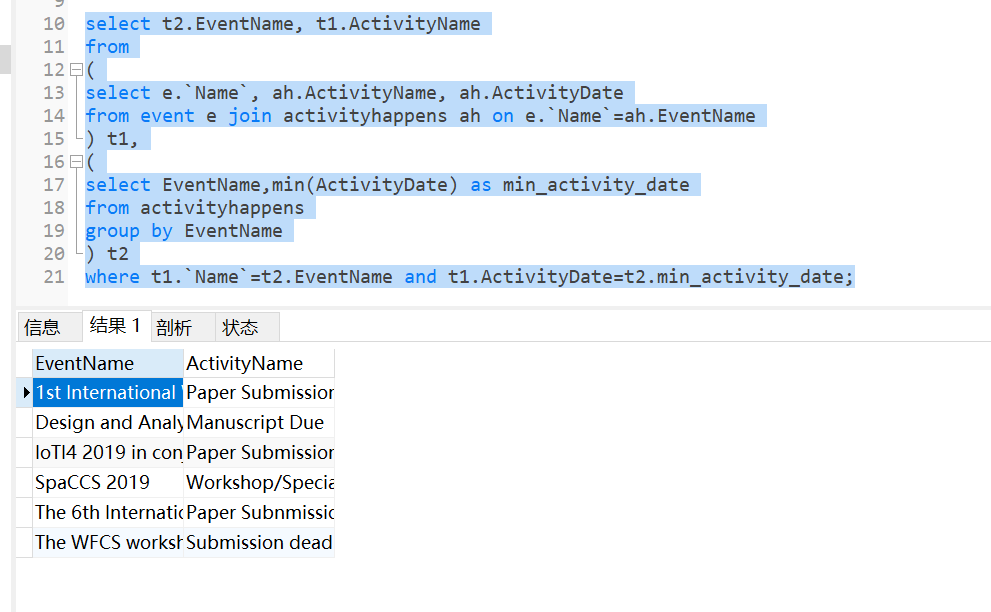 9
10 select t2.EventName, t1.ActivityName
11 from
12 (
13 select e.`Name`, ah.ActivityName, ah.ActivityDate
14 from event e join activityhappens ah on e.`Name`=ah.EventName
15 ) t1,
16 (
17 select EventName,min(ActivityDate) as min_activity_date
18 from activityhappens
19 group by EventName
20 ) t2
21 where t1.`Name`=t2.EventName and t1.ActivityDate=t2.min_activity_date;
信息 结果 1 剖析 状态
EventName ActivityName
1st International Paper Submission
Design and Analy Manuscript Due
IoTI4 2019 in con Paper Submission
SpaCCS 2019 Workshop/Specia
The 6th Internatic Paper Subnmissic
The WFCS worksh Submission dead